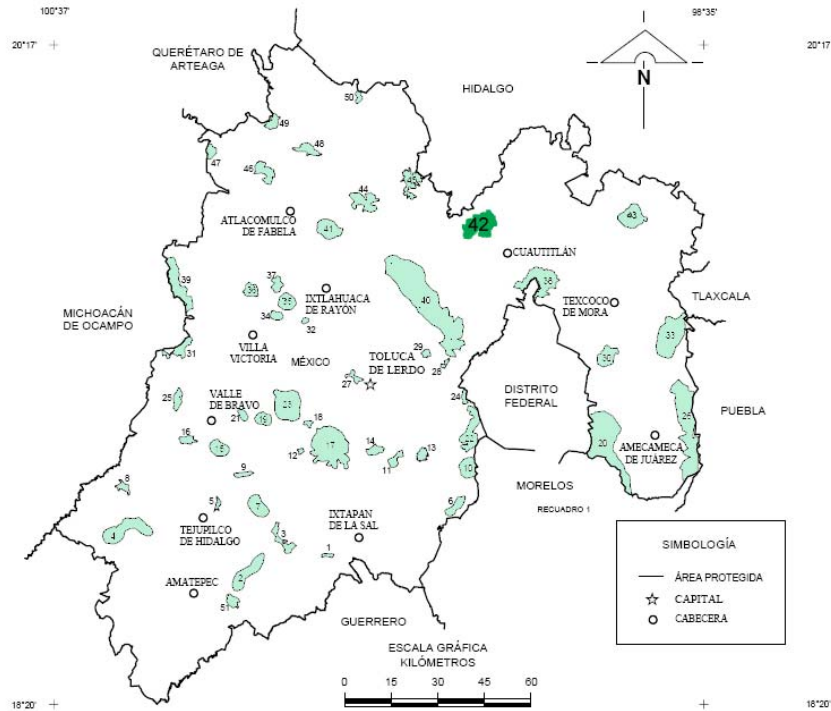 100°37'
98°35'
20°17'
20°17'
QUERÉTARO DE
ARTEAGA
HIDALGO
N
50
49
48
47
46
45
44
43
42
ATLACOMULCO
DE FABELA
41
CUAUTITLÁN
39
37
36
35
40
38
IXTLAHUACA
DE RAYÓN
TEXCOCO
DE MORA
TLAXCALA
MICHOACÁN
DE OCAMPO
34
32
33
VILLA
VICTORIA
31
MÉXICO
29
28
30
TOLUCA
DE LERDO
27
DISTRITO
FEDERAL
VALLE
DE BRAVO
25
23
24
26
PUEBLA
21
19
18
20
AMECAMECA
DE JUÁREZ
16
15
12
17
14
11
13
10
9
8
MORELOS
RECUADRO 1
7
6
5
4
3
IXTAPAN
DE LA SAL
TEJUPILCO
DE HIDALGO
1
2
AMATEPEC
51
GUERRERO
SIMBOLOGÍA
ÁREA PROTEGIDA
CAPITAL
CABECERA
ESCALA GRÁFICA
KILÓMETROS
0 15 30 45 60
18°20'
18°20'